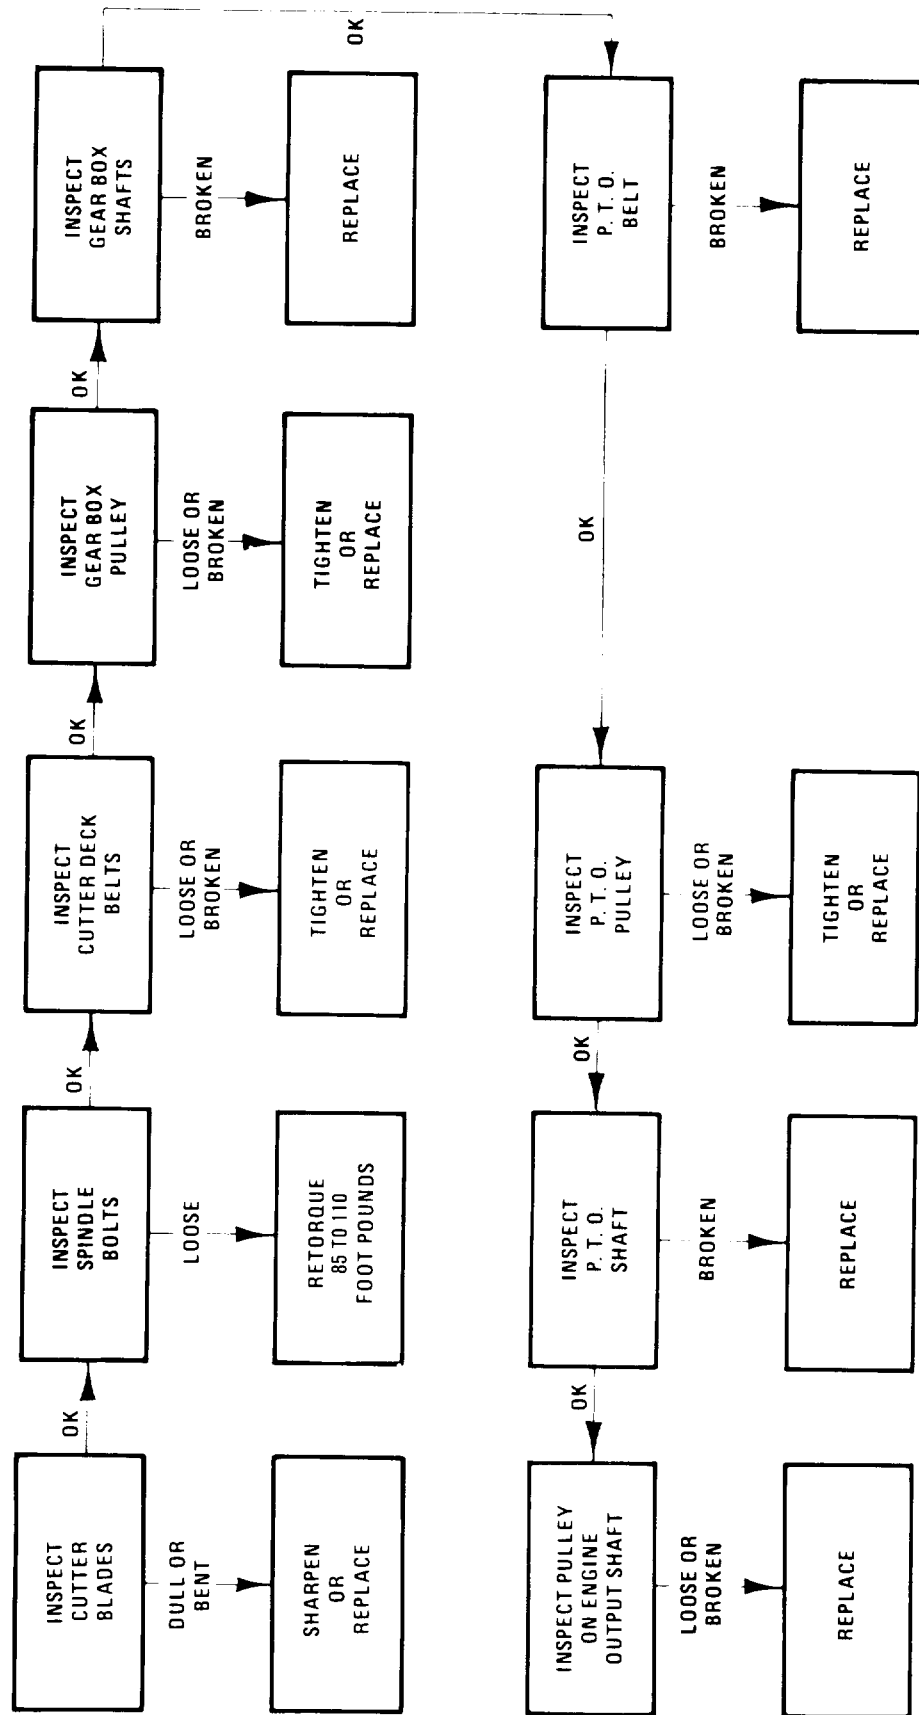 INSPECT
CUTTER
BLADES
OK
DULL OR
BENT
SHARPEN
OR
REPLACE
INSPECT
SPINDLE
BOLTS
OK
LOOSE
RETORQUE
85 TO 110
FOOT POUNDS
INSPECT
CUTTER DECK
BELTS
OK
LOOSE OR
BROKEN
TIGHTEN
OR
REPLACE
INSPECT
GEAR BOX
PULLEY
OK
LOOSE OR
BROKEN
TIGHTEN
OR
REPLACE
INSPECT
GEAR BOX
SHAFTS
OK
BROKEN
REPLACE
INSPECT
P. T. O.
BELT
OK
BROKEN
REPLACE
INSPECT
P. T. O.
PULLEY
OK
LOOSE OR
BROKEN
TIGHTEN
OR
REPLACE
INSPECT
P. T. O.
SHAFT
OK
BROKEN
REPLACE
INSPECT PULLEY
ON ENGINE
OUTPUT SHAFT
LOOSE OR
BROKEN
REPLACE